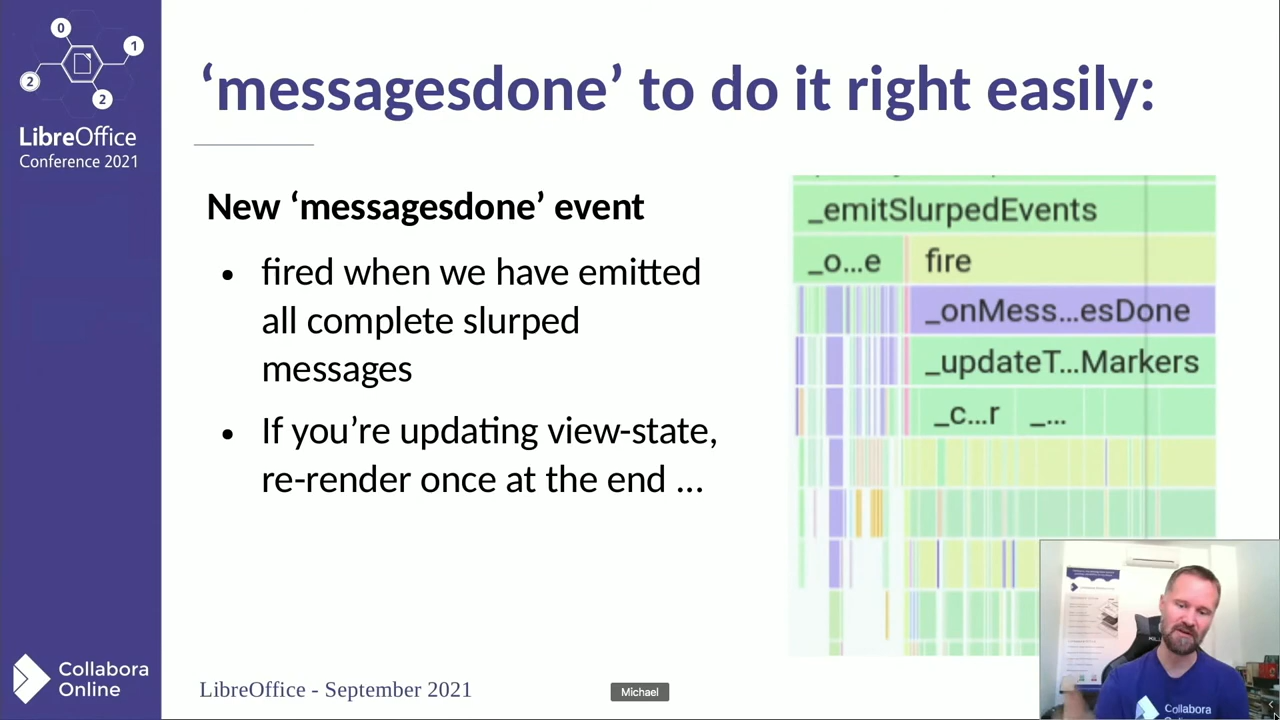 0
1
2
2
LibreOffice
Conference 2021
‘messagesdone’ to do it right easily:
New ‘messagesdone’ event
• fired when we have emitted
all complete slurped
messages
• If you’re updating view-state,
re-render once at the end ...
_emitSlurpedEvents
_o...e fire
_onMess...esDone
_updateT...Markers
_c...r _...
Collabora
Online
LibreOffice - September 2021
Michael
Collabora